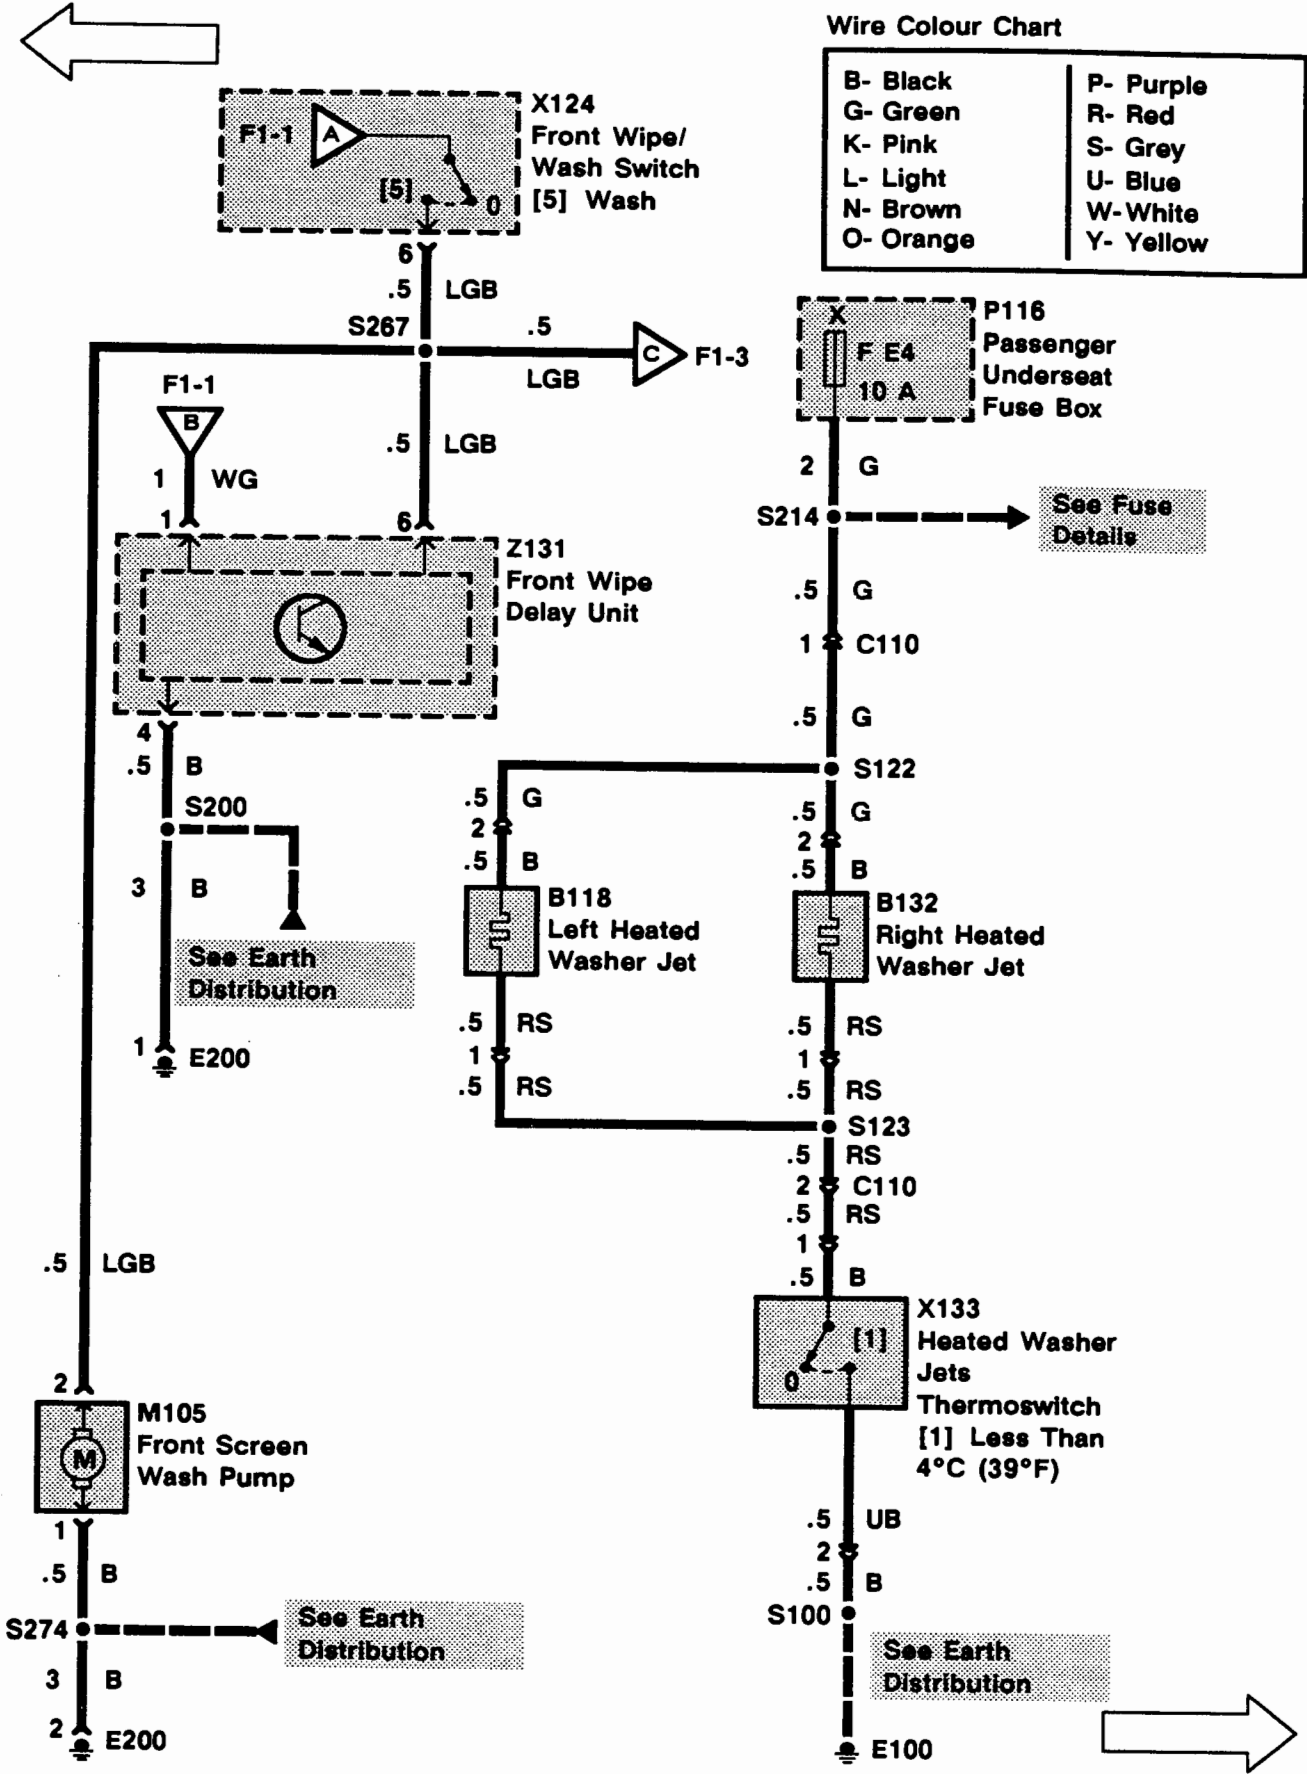 Wire Colour Chart
B- Black
G- Green
K- Pink
L- Light
N- Brown
O- Orange
P- Purple
R- Red
S- Grey
U- Blue
W-White
Y- Yellow
F1-1
A
[5]
0
X124
Front Wipe/
Wash Switch
[5] Wash
6
.5 LGB
S267
.5
LGB
C
F1-3
F1-1
B
1 WG
1
.5 LGB
6
Z131
Front Wipe
Delay Unit
4
.5 B
S200
3 B
See Earth
Distribution
1
E200
.5 LGB
2
M
M105
Front Screen
Wash Pump
1
.5 B
S274
See Earth
Distribution
3 B
2
E200
X
F E4
10 A
P116
Passenger
Underseat
Fuse Box
2 G
S214
See Fuse
Details
.5 G
1 C110
.5 G
S122
.5 G
2
.5 B
B118
Left Heated
Washer Jet
.5 RS
1
.5 RS
.5 G
2
.5 B
B132
Right Heated
Washer Jet
.5 RS
1
.5 RS
S123
.5 RS
2 C110
.5 RS
1
.5 B
[1]
0
X133
Heated Washer
Jets
Thermoswitch
[1] Less Than
4°C (39°F)
.5 UB
2
.5 B
S100
See Earth
Distribution
E100